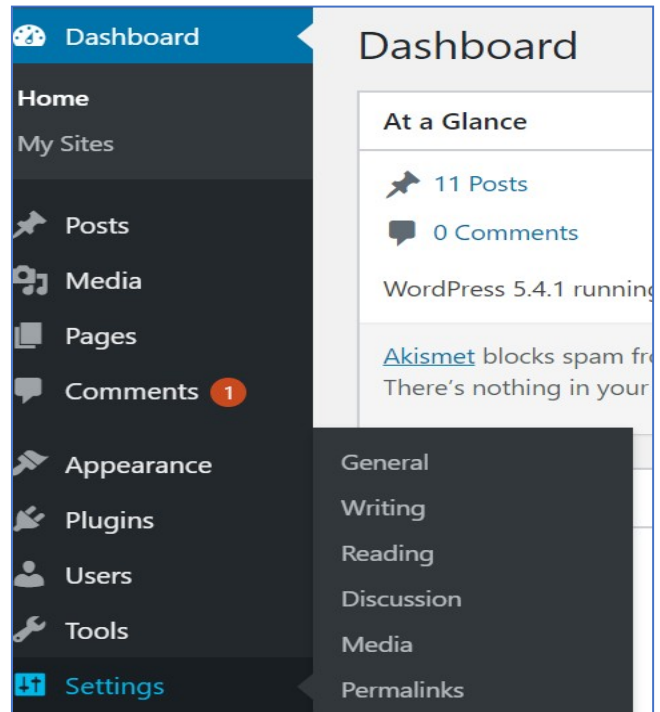 Dashboard
Home
My Sites
Posts
Media
Pages
Comments 1
Appearance
Plugins
Users
Tools
Settings
General
Writing
Reading
Discussion
Media
Permalinks
Dashboard
At a Glance
11 Posts
0 Comments
WordPress 5.4.1 running
Akismet blocks spam
There's nothing in your